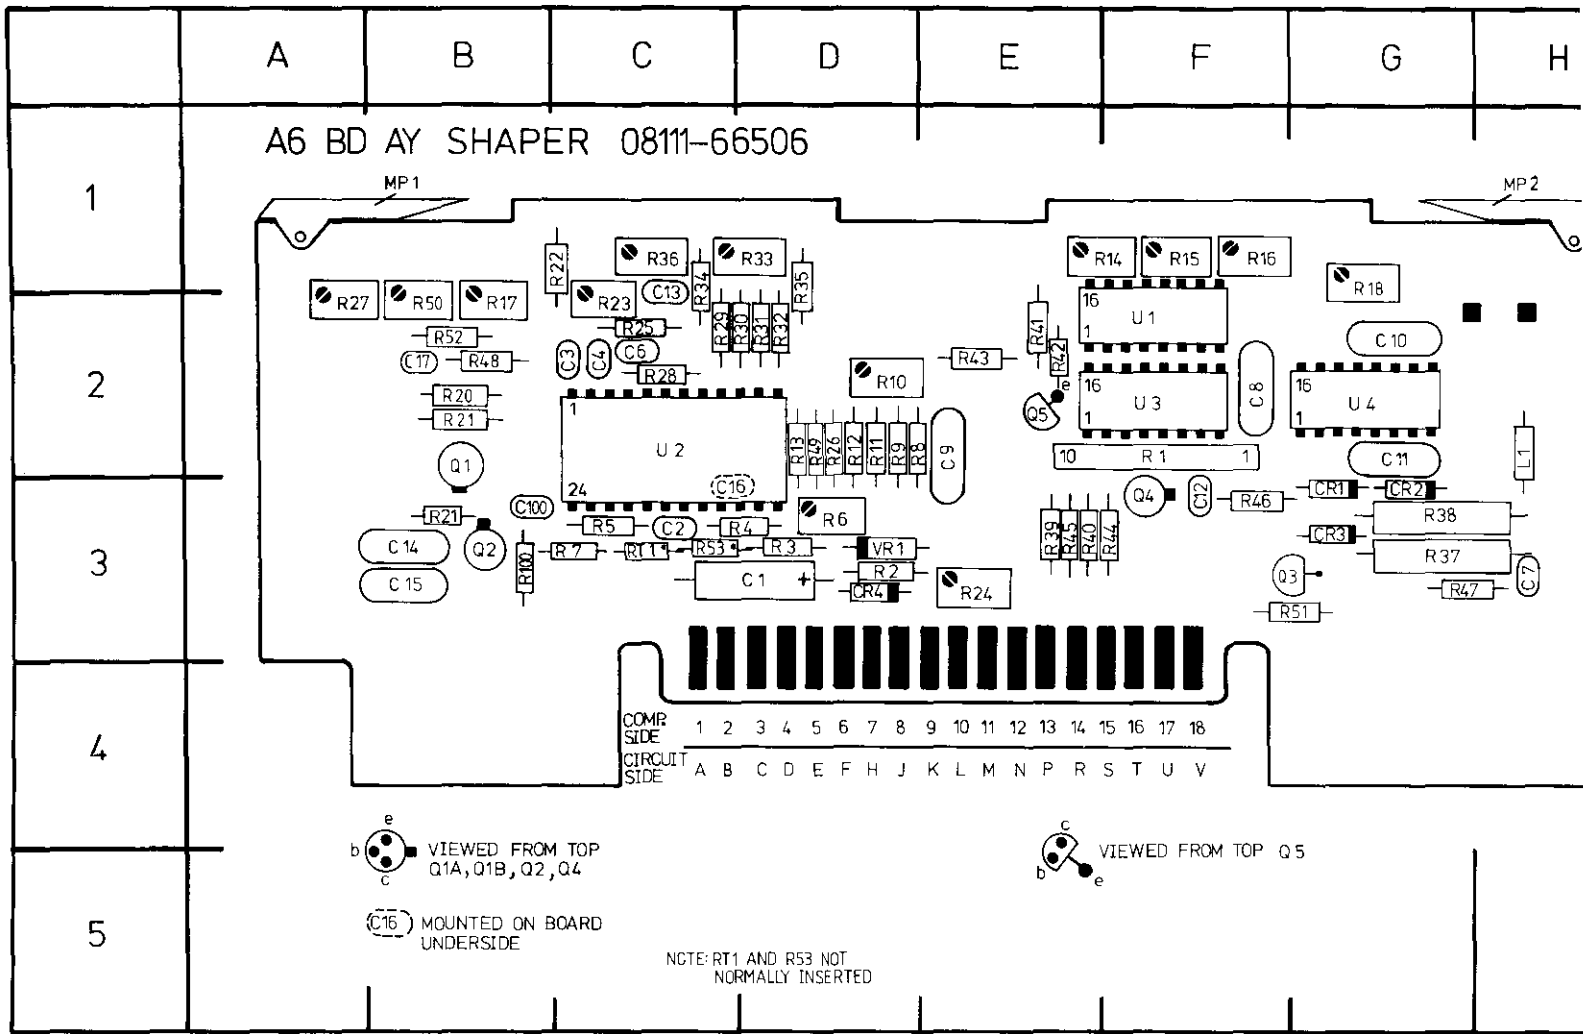 A B C D E F G H
A6 BD AY SHAPER 08111-66506
1
MP1 MP2
R22 R36 R34 R33 R35 R14 R15 R16
R27 R50 R17 R23 C13 R18
R29 R30 R31 R32 R41 16 U1 1
R52 R25 C10
2
C17 R48 C3 C4 C6 R43 R42
R28 R10 e 16 U3 1 C8 16 U4 1
R20
R21 1 U2 24 Q5
Q1 R13 R49 R26 R12 R11 R9 R8 C9 10 R1 1 C11 L1
C16 Q4 C12 R46 CR1 CR2
R21 C100 R5 C2 R4 R6 R38
3
C14 Q2 R100 R7 RT1 R53 R3 VR1 R39 R45 R40 R44 CR3 R37
C15 C1 + R2 R24 Q3 C7
CR4 R47
R51
COMP. SIDE 1 2 3 4 5 6 7 8 9 10 11 12 13 14 15 16 17 18
4
CIRCUIT SIDE A B C D E F H J K L M N P R S T U V
e b c VIEWED FROM TOP
Q1A,Q1B,Q2,Q4
c b e VIEWED FROM TOP Q5
5
C16 MOUNTED ON BOARD
UNDERSIDE
NOTE: RT1 AND R53 NOT
NORMALLY INSERTED